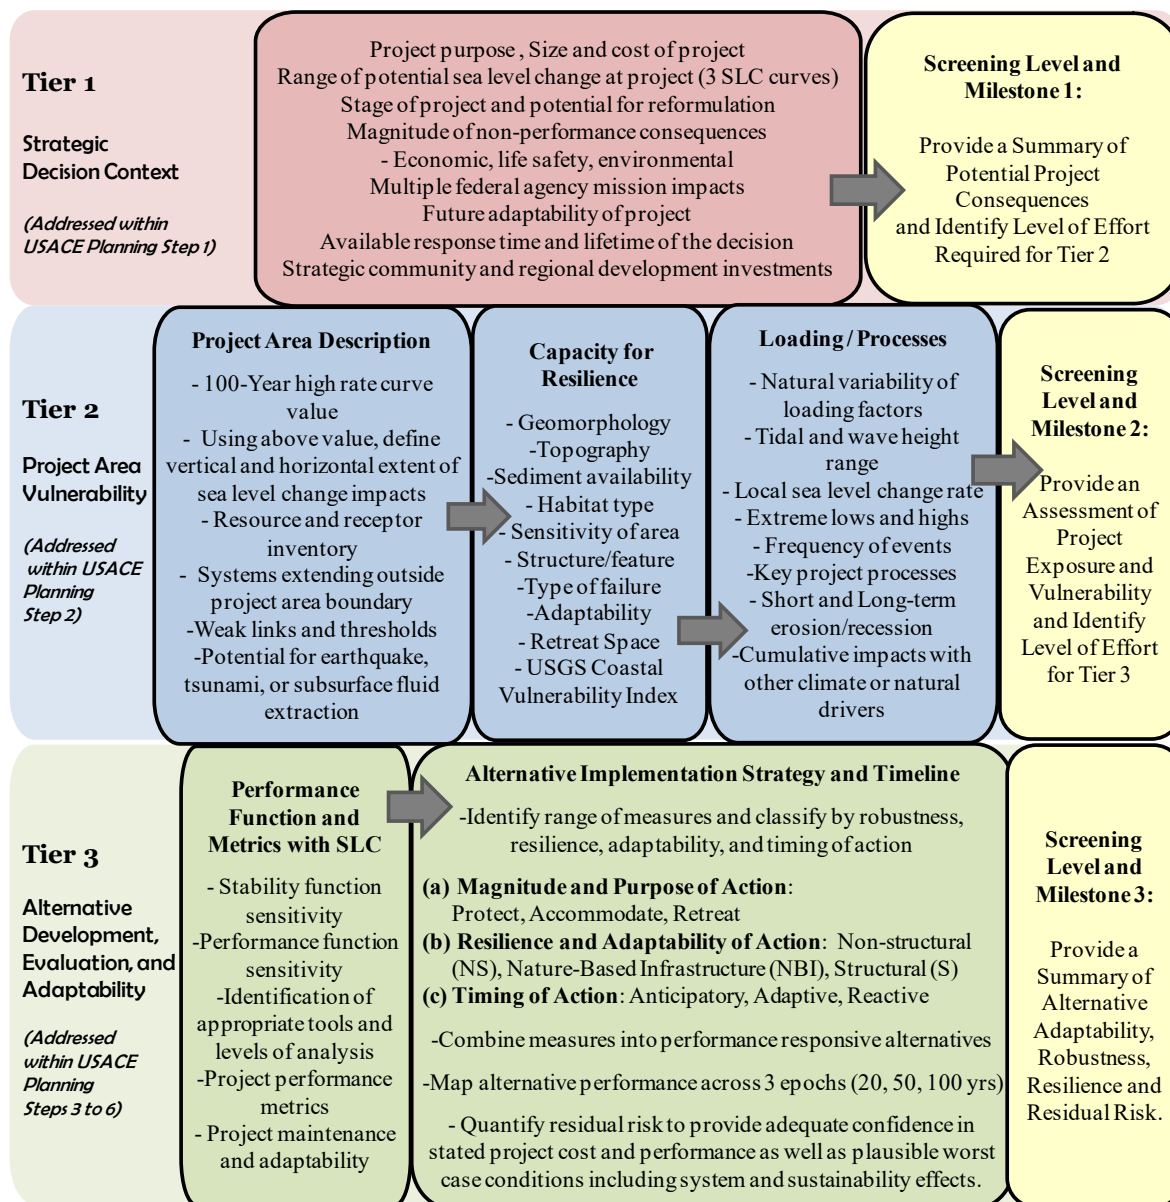 Tier 1
Strategic
Decision Context
(Addressed within
USACE Planning Step 1)
Project purpose , Size and cost of project
Range of potential sea level change at project (3 SLC curves)
Stage of project and potential for reformulation
Magnitude of non-performance consequences
- Economic, life safety, environmental
Multiple federal agency mission impacts
Future adaptability of project
Available response time and lifetime of the decision
Strategic community and regional development investments
Screening Level and
Milestone 1:
Provide a Summary of
Potential Project
Consequences
and Identify Level of Effort
Required for Tier 2
Tier 2
Project Area
Vulnerability
(Addressed
within USACE
Planning
Step 2)
Project Area Description
- 100-Year high rate curve
value
- Using above value, define
vertical and horizontal extent of
sea level change impacts
- Resource and receptor
inventory
- Systems extending outside
project area boundary
-Weak links and thresholds
-Potential for earthquake,
tsunami, or subsurface fluid
extraction
Capacity for
Resilience
- Geomorphology
-Topography
-Sediment availability
- Habitat type
- Sensitivity of area
- Structure/feature
-Type of failure
-Adaptability
- Retreat Space
- USGS Coastal
Vulnerability Index
Loading / Processes
- Natural variability of
loading factors
- Tidal and wave height
range
- Local sea level change rate
- Extreme lows and highs
- Frequency of events
-Key project processes
- Short and Long-term
erosion/recession
-Cumulative impacts with
other climate or natural
drivers
Screening
Level and
Milestone 2:
Provide an
Assessment of
Project
Exposure and
Vulnerability
and Identify
Level of Effort
for Tier 3
Tier 3
Alternative
Development,
Evaluation, and
Adaptability
(Addressed
within USACE
Planning
Steps 3 to 6)
Performance
Function and
Metrics with SLC
- Stability function
sensitivity
-Performance function
sensitivity
-Identification of
appropriate tools and
levels of analysis
-Project performance
metrics
- Project maintenance
and adaptability
Alternative Implementation Strategy and Timeline
-Identify range of measures and classify by robustness,
resilience, adaptability, and timing of action
(a) Magnitude and Purpose of Action:
Protect, Accommodate, Retreat
(b) Resilience and Adaptability of Action: Non-structural
(NS), Nature-Based Infrastructure (NBI), Structural (S)
(c) Timing of Action: Anticipatory, Adaptive, Reactive
-Combine measures into performance responsive alternatives
-Map alternative performance across 3 epochs (20, 50, 100 yrs)
- Quantify residual risk to provide adequate confidence in
stated project cost and performance as well as plausible worst
case conditions including system and sustainability effects.
Screening
Level and
Milestone 3:
Provide a
Summary of
Alternative
Adaptability,
Robustness,
Resilience and
Residual Risk.